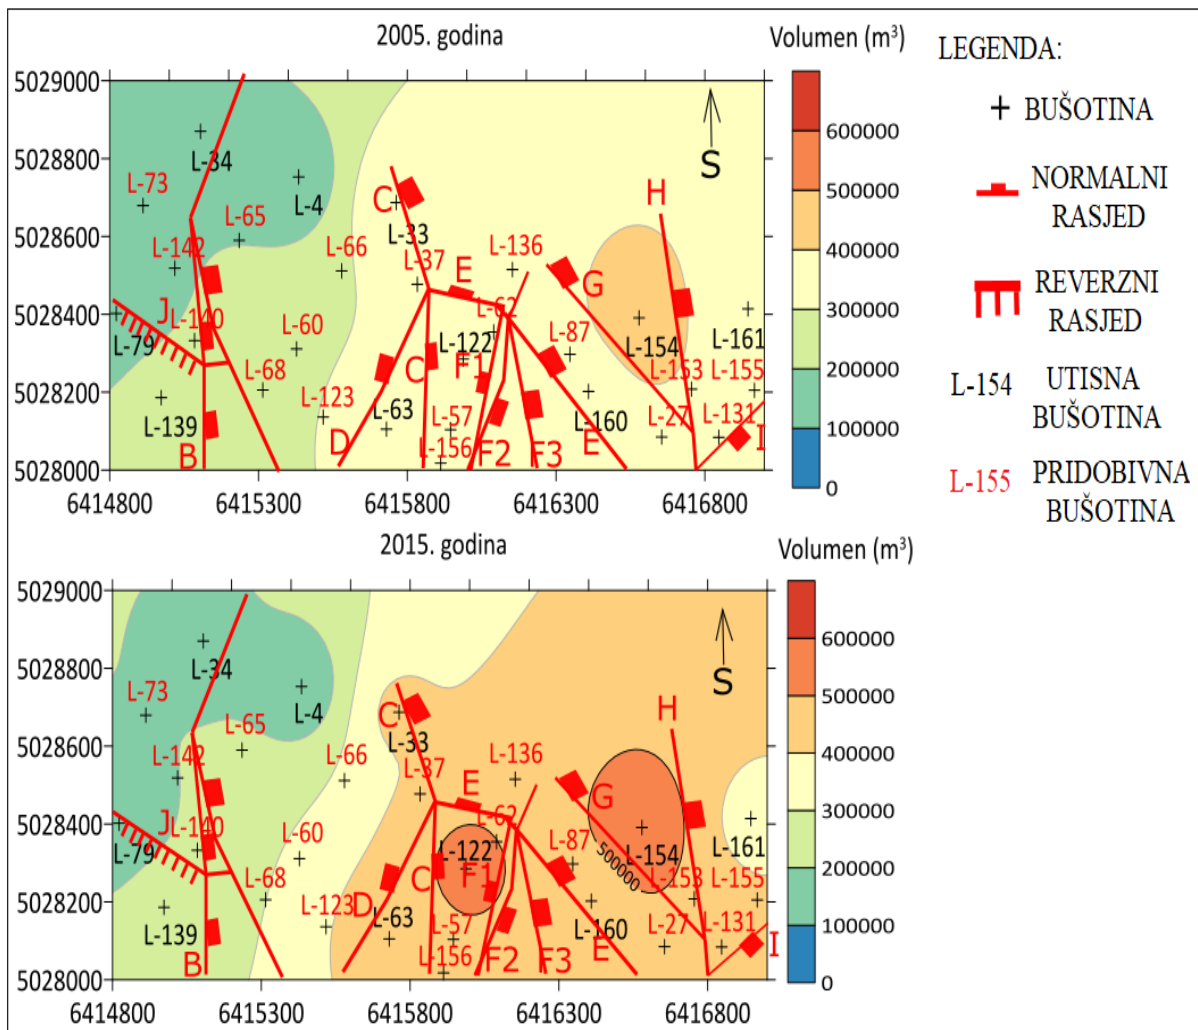 2005. godina
Volumen (m³)
LEGENDA:
5029000
5028800
5028600
5028400
5028200
5028000
6414800
6415300
6415800
6416300
6416800
L-34
L-73
L-4
L-65
L-142
L-66
C
L-33
L-37
E
L-136
H
G
L-62
J
L-140
L-79
L-60
L-122
F1
L-87
L-154
L-161
L-153
L-155
L-68
C
L-123
L-63
L-57
L-160
L-27
L-131
L-139
B
D
L-156
F2
F3
E
I
S
600000
500000
400000
300000
200000
100000
0
BUŠOTINA
NORMALNI
RASJED
REVERZNI
RASJED
L-154
UTISNA
BUŠOTINA
L-155
PRIDOBIVNA
BUŠOTINA
2015. godina
Volumen (m³)
5029000
5028800
5028600
5028400
5028200
5028000
6414800
6415300
6415800
6416300
6416800
L-34
L-73
L-4
L-65
L-142
L-66
C
L-33
L-37
E
L-136
H
G
L-62
J
L-140
L-79
L-60
L-122
F1
L-87
500000
L-154
L-161
L-153
L-155
L-68
C
L-123
D
L-63
L-57
L-160
L-27
L-131
L-139
B
L-156
F2
F3
E
I
S
600000
500000
400000
300000
200000
100000
0